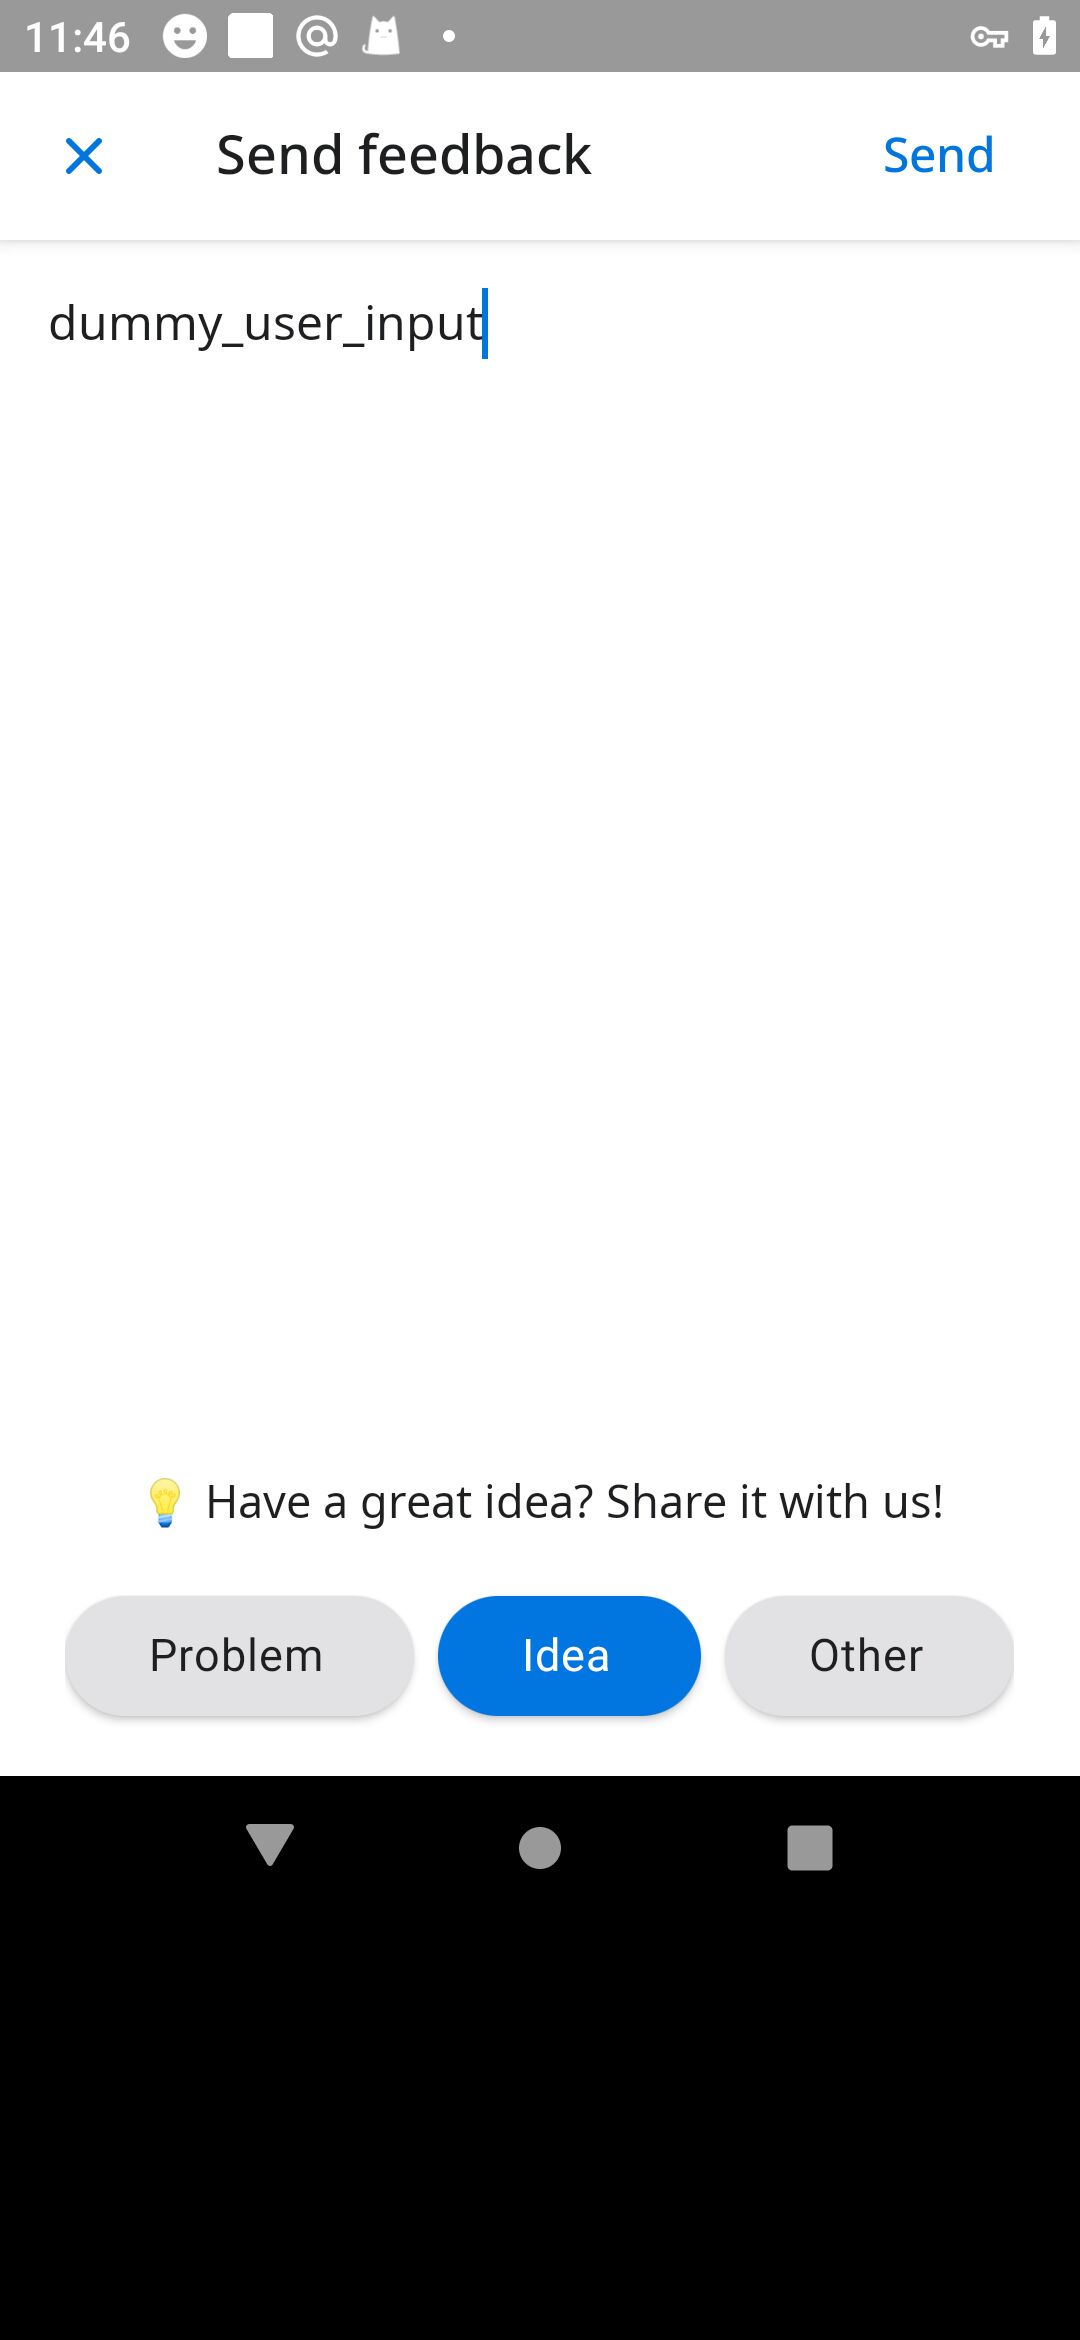 11:46
Send feedback
Send
dummy_user_input
💡 Have a great idea? Share it with us!
Problem
Idea
Other